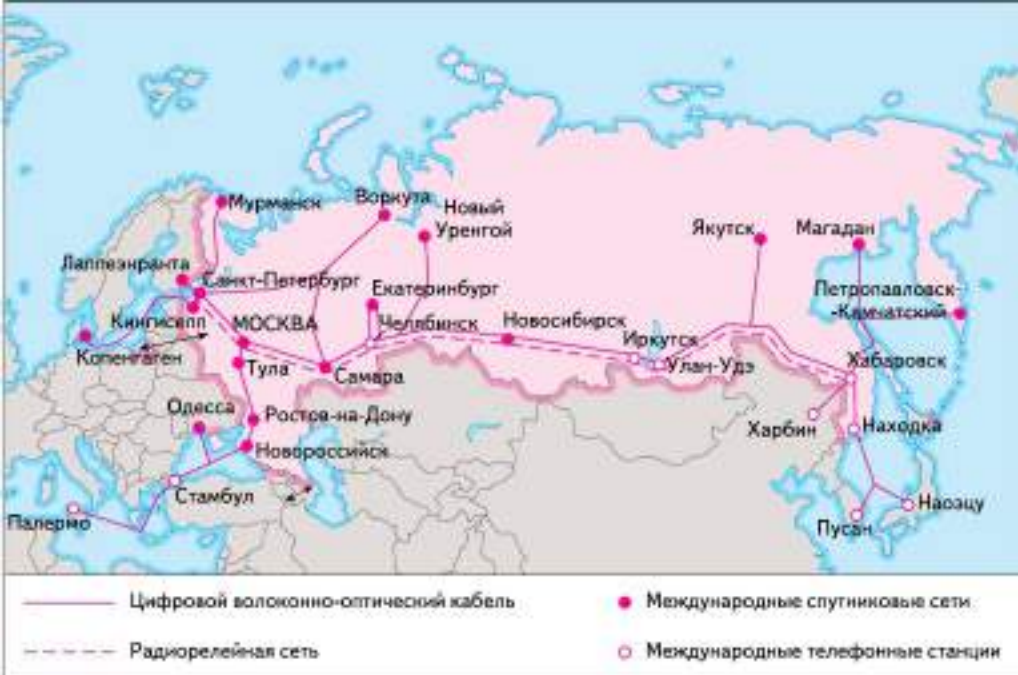 Мурманск
Воркута
Новый
Уренгой
Якутск
Магадан
Лаппеэнранта
Санкт-Петербург
Екатеринбург
Петропавловск-
-Камчатский
Кингисепп
МОСКВА
Челябинск
Новосибирск
Иркутск
Копенгаген
Тула
Самара
Улан-Удэ
Хабаровск
Одесса
Ростов-на-Дону
Харбин
Находка
Новороссийск
Стамбул
Палермо
Наоэцу
Пусан
Цифровой волоконно-оптический кабель
Международные спутниковые сети
Радиорелейная сеть
Международные телефонные станции